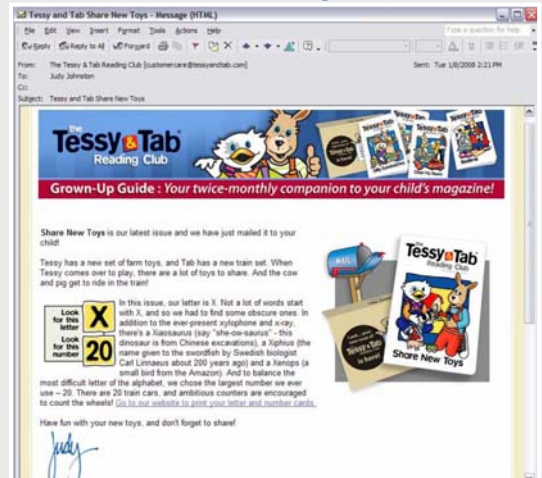 Tessy and Tab Share New Toys - Message (HTML)
File Edit View Insert Format Tools Actions Help
Type a question for help
Reply Reply to All Forward
From: The Tessy & Tab Reading Club [customercare@tessyandtab.com]
Sent: Tue 1/8/2008 2:21 PM
To: Judy Johnston
Cc:
Subject: Tessy and Tab Share New Toys
the
Tessy & Tab
Reading Club
Grown-Up Guide : Your twice-monthly companion to your child's magazine!
Share New Toys is our latest issue and we have just mailed it to your
child!
Tessy has a new set of farm toys, and Tab has a new train set. When
Tessy comes over to play, there are a lot of toys to share. And the cow
and pig get to ride in the train!
Look
for this
letter
X
Look
for this
number
20
In this issue, our letter is X. Not a lot of words start
with X, and so we had to find some obscure ones. In
addition to the ever-present xylophone and x-ray,
there's a Xiaosaurus (say "she-ow-saurus" - this
dinosaur is from Chinese excavations), a Xiphius (the
name given to the swordfish by Swedish biologist
Carl Linnaeus about 200 years ago) and a Xenops (a
small bird from the Amazon). And to balance the
most difficult letter of the alphabet, we chose the largest number we ever
use – 20. There are 20 train cars, and ambitious counters are encouraged
to count the wheels! Go to our website to print your letter and number cards.
Have fun with your new toys, and don't forget to share!
Judy
MAIL
the
Tessy & Tab
Reading Club
Tessy & Tab
is here!
Share New Toys